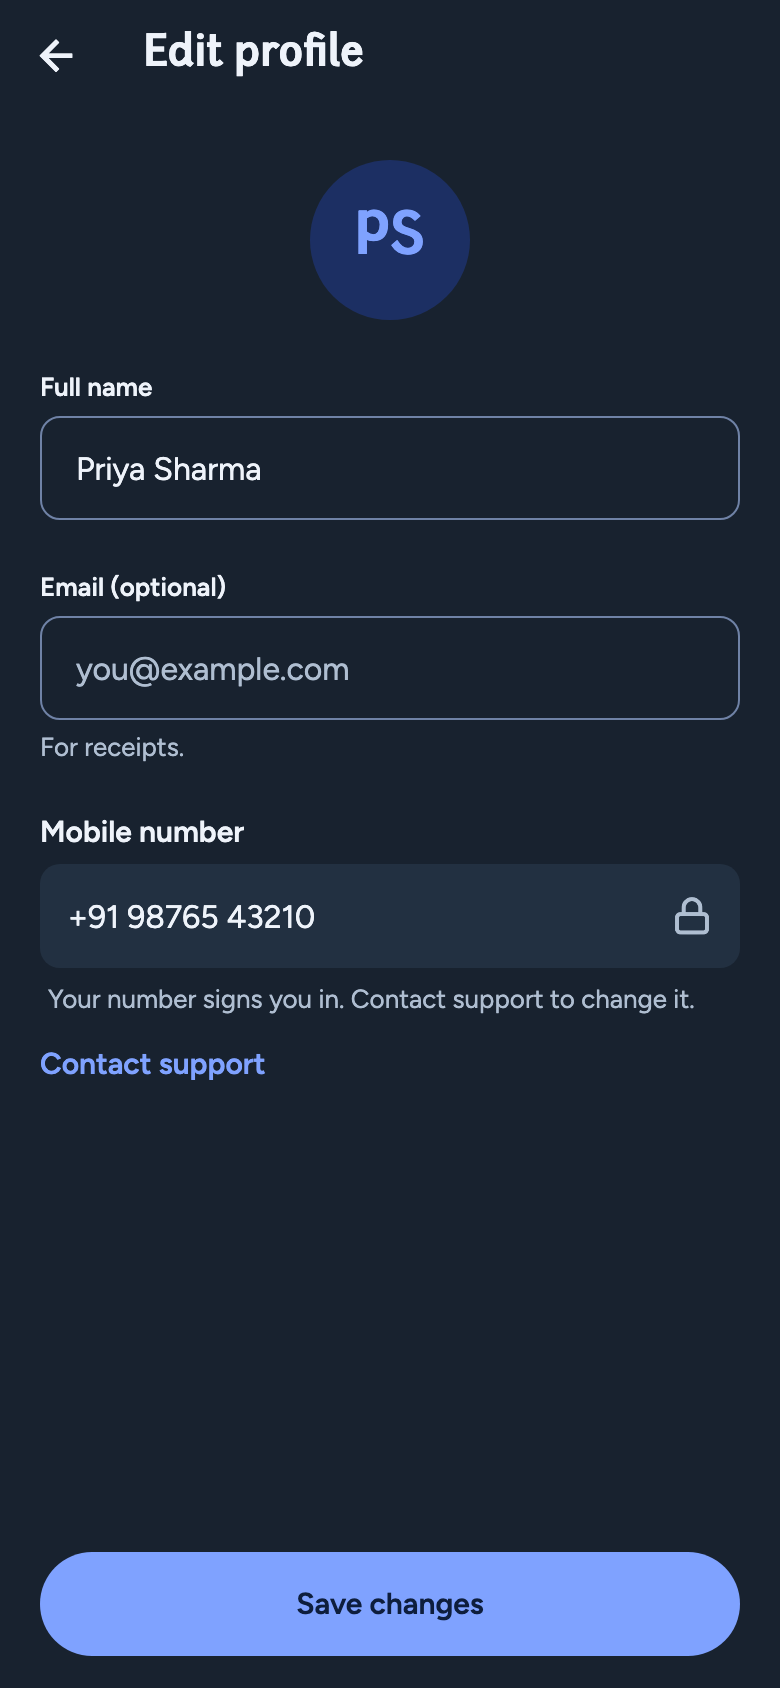 Edit profile
PS
Full name
Priya Sharma
Email (optional)
you@example.com
For receipts.
Mobile number
+91 98765 43210
Your number signs you in. Contact support to change it.
Contact support
Save changes